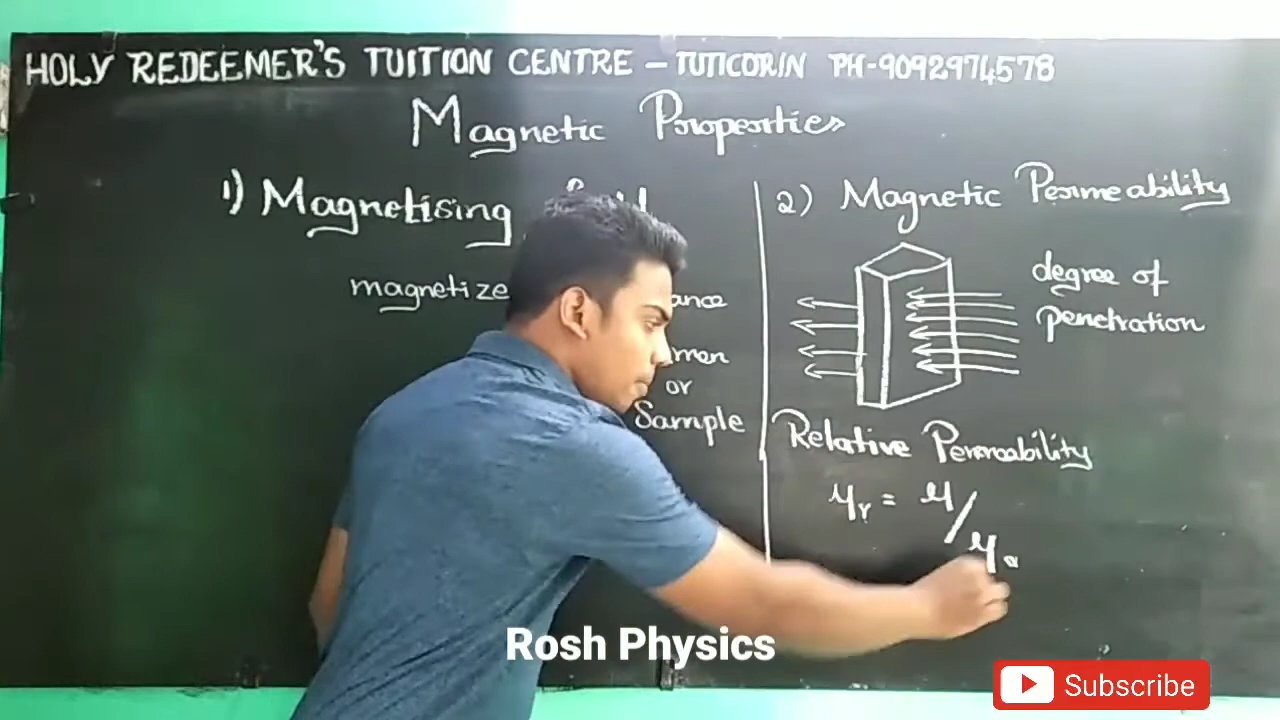 HOLY REDEEMER'S TUITION CENTRE – TUTICORIN PH-9092974578
Magnetic Properties
1) Magnetising
magnetize
or
Sample
2) Magnetic Permeability
degree of
penetration
Relative Permeability
μr = μ/μo
Rosh Physics
Subscribe